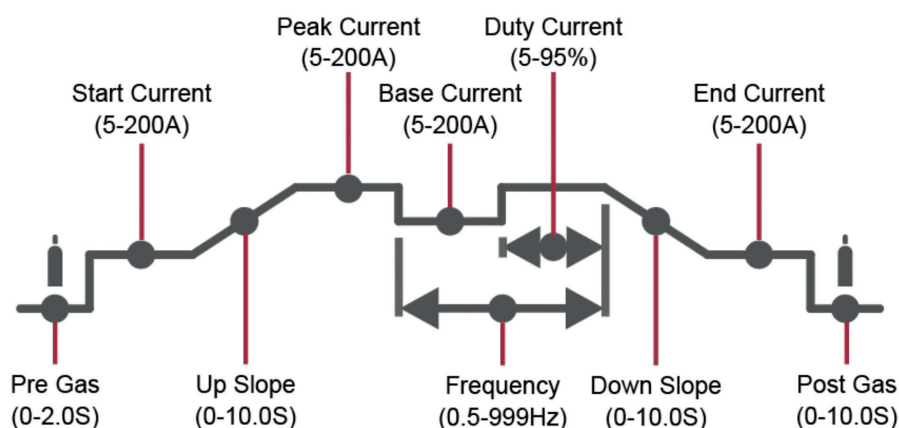 Peak Current
(5-200A)
Duty Current
(5-95%)
Start Current
(5-200A)
Base Current
(5-200A)
End Current
(5-200A)
Pre Gas
(0-2.0S)
Up Slope
(0-10.0S)
Frequency
(0.5-999Hz)
Down Slope
(0-10.0S)
Post Gas
(0-10.0S)